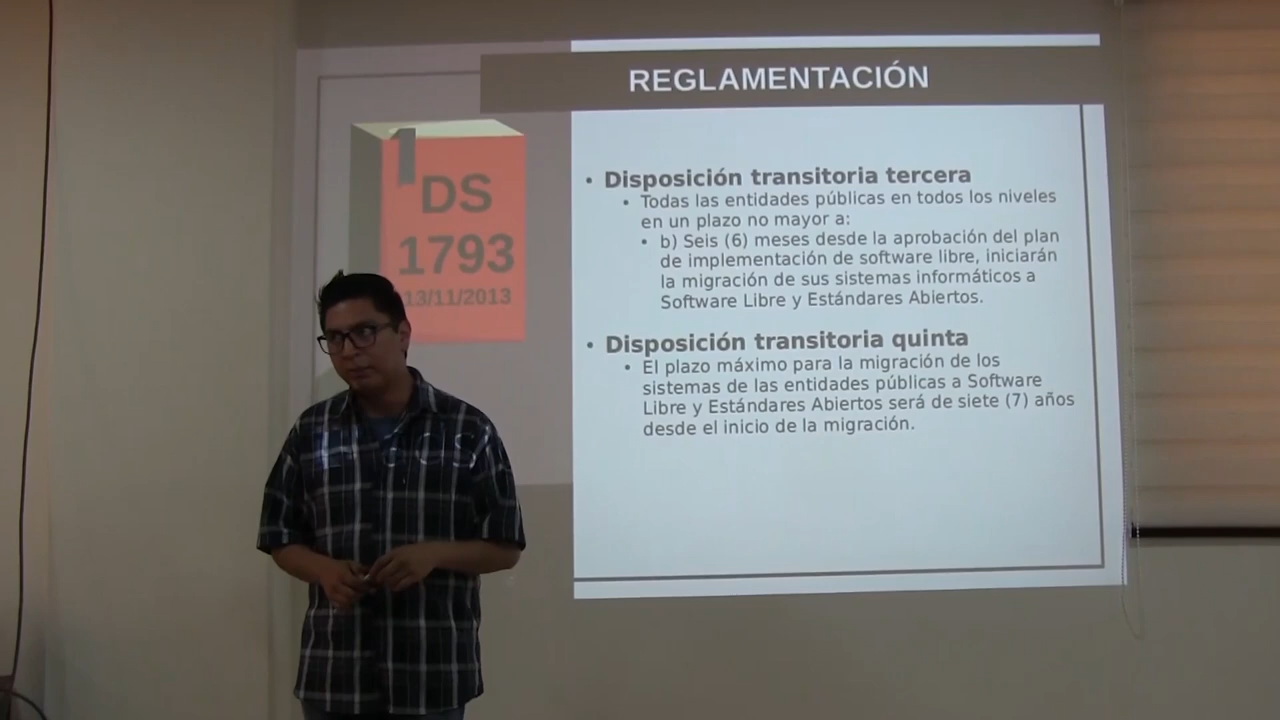 REGLAMENTACIÓN
1
DS
1793
13/11/2013
• Disposición transitoria tercera
• Todas las entidades públicas en todos los niveles
en un plazo no mayor a:
• b) Seis (6) meses desde la aprobación del plan
de implementación de software libre, iniciarán
la migración de sus sistemas informáticos a
Software Libre y Estándares Abiertos.
• Disposición transitoria quinta
• El plazo máximo para la migración de los
sistemas de las entidades públicas a Software
Libre y Estándares Abiertos será de siete (7) años
desde el inicio de la migración.